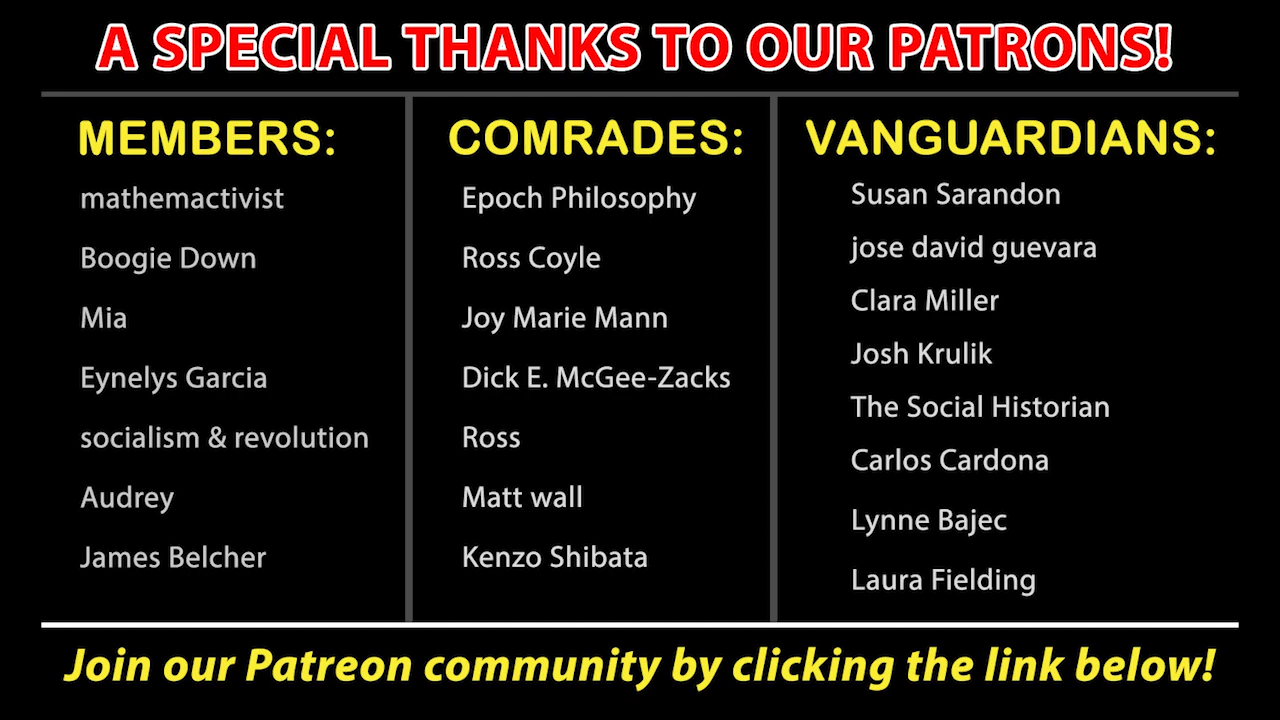 A SPECIAL THANKS TO OUR PATRONS!
MEMBERS:
mathemactivist
Boogie Down
Mia
Eynelys Garcia
socialism & revolution
Audrey
James Belcher
COMRADES:
Epoch Philosophy
Ross Coyle
Joy Marie Mann
Dick E. McGee-Zacks
Ross
Matt wall
Kenzo Shibata
VANGUARDIANS:
Susan Sarandon
jose david guevara
Clara Miller
Josh Krulik
The Social Historian
Carlos Cardona
Lynne Bajec
Laura Fielding
Join our Patreon community by clicking the link below!